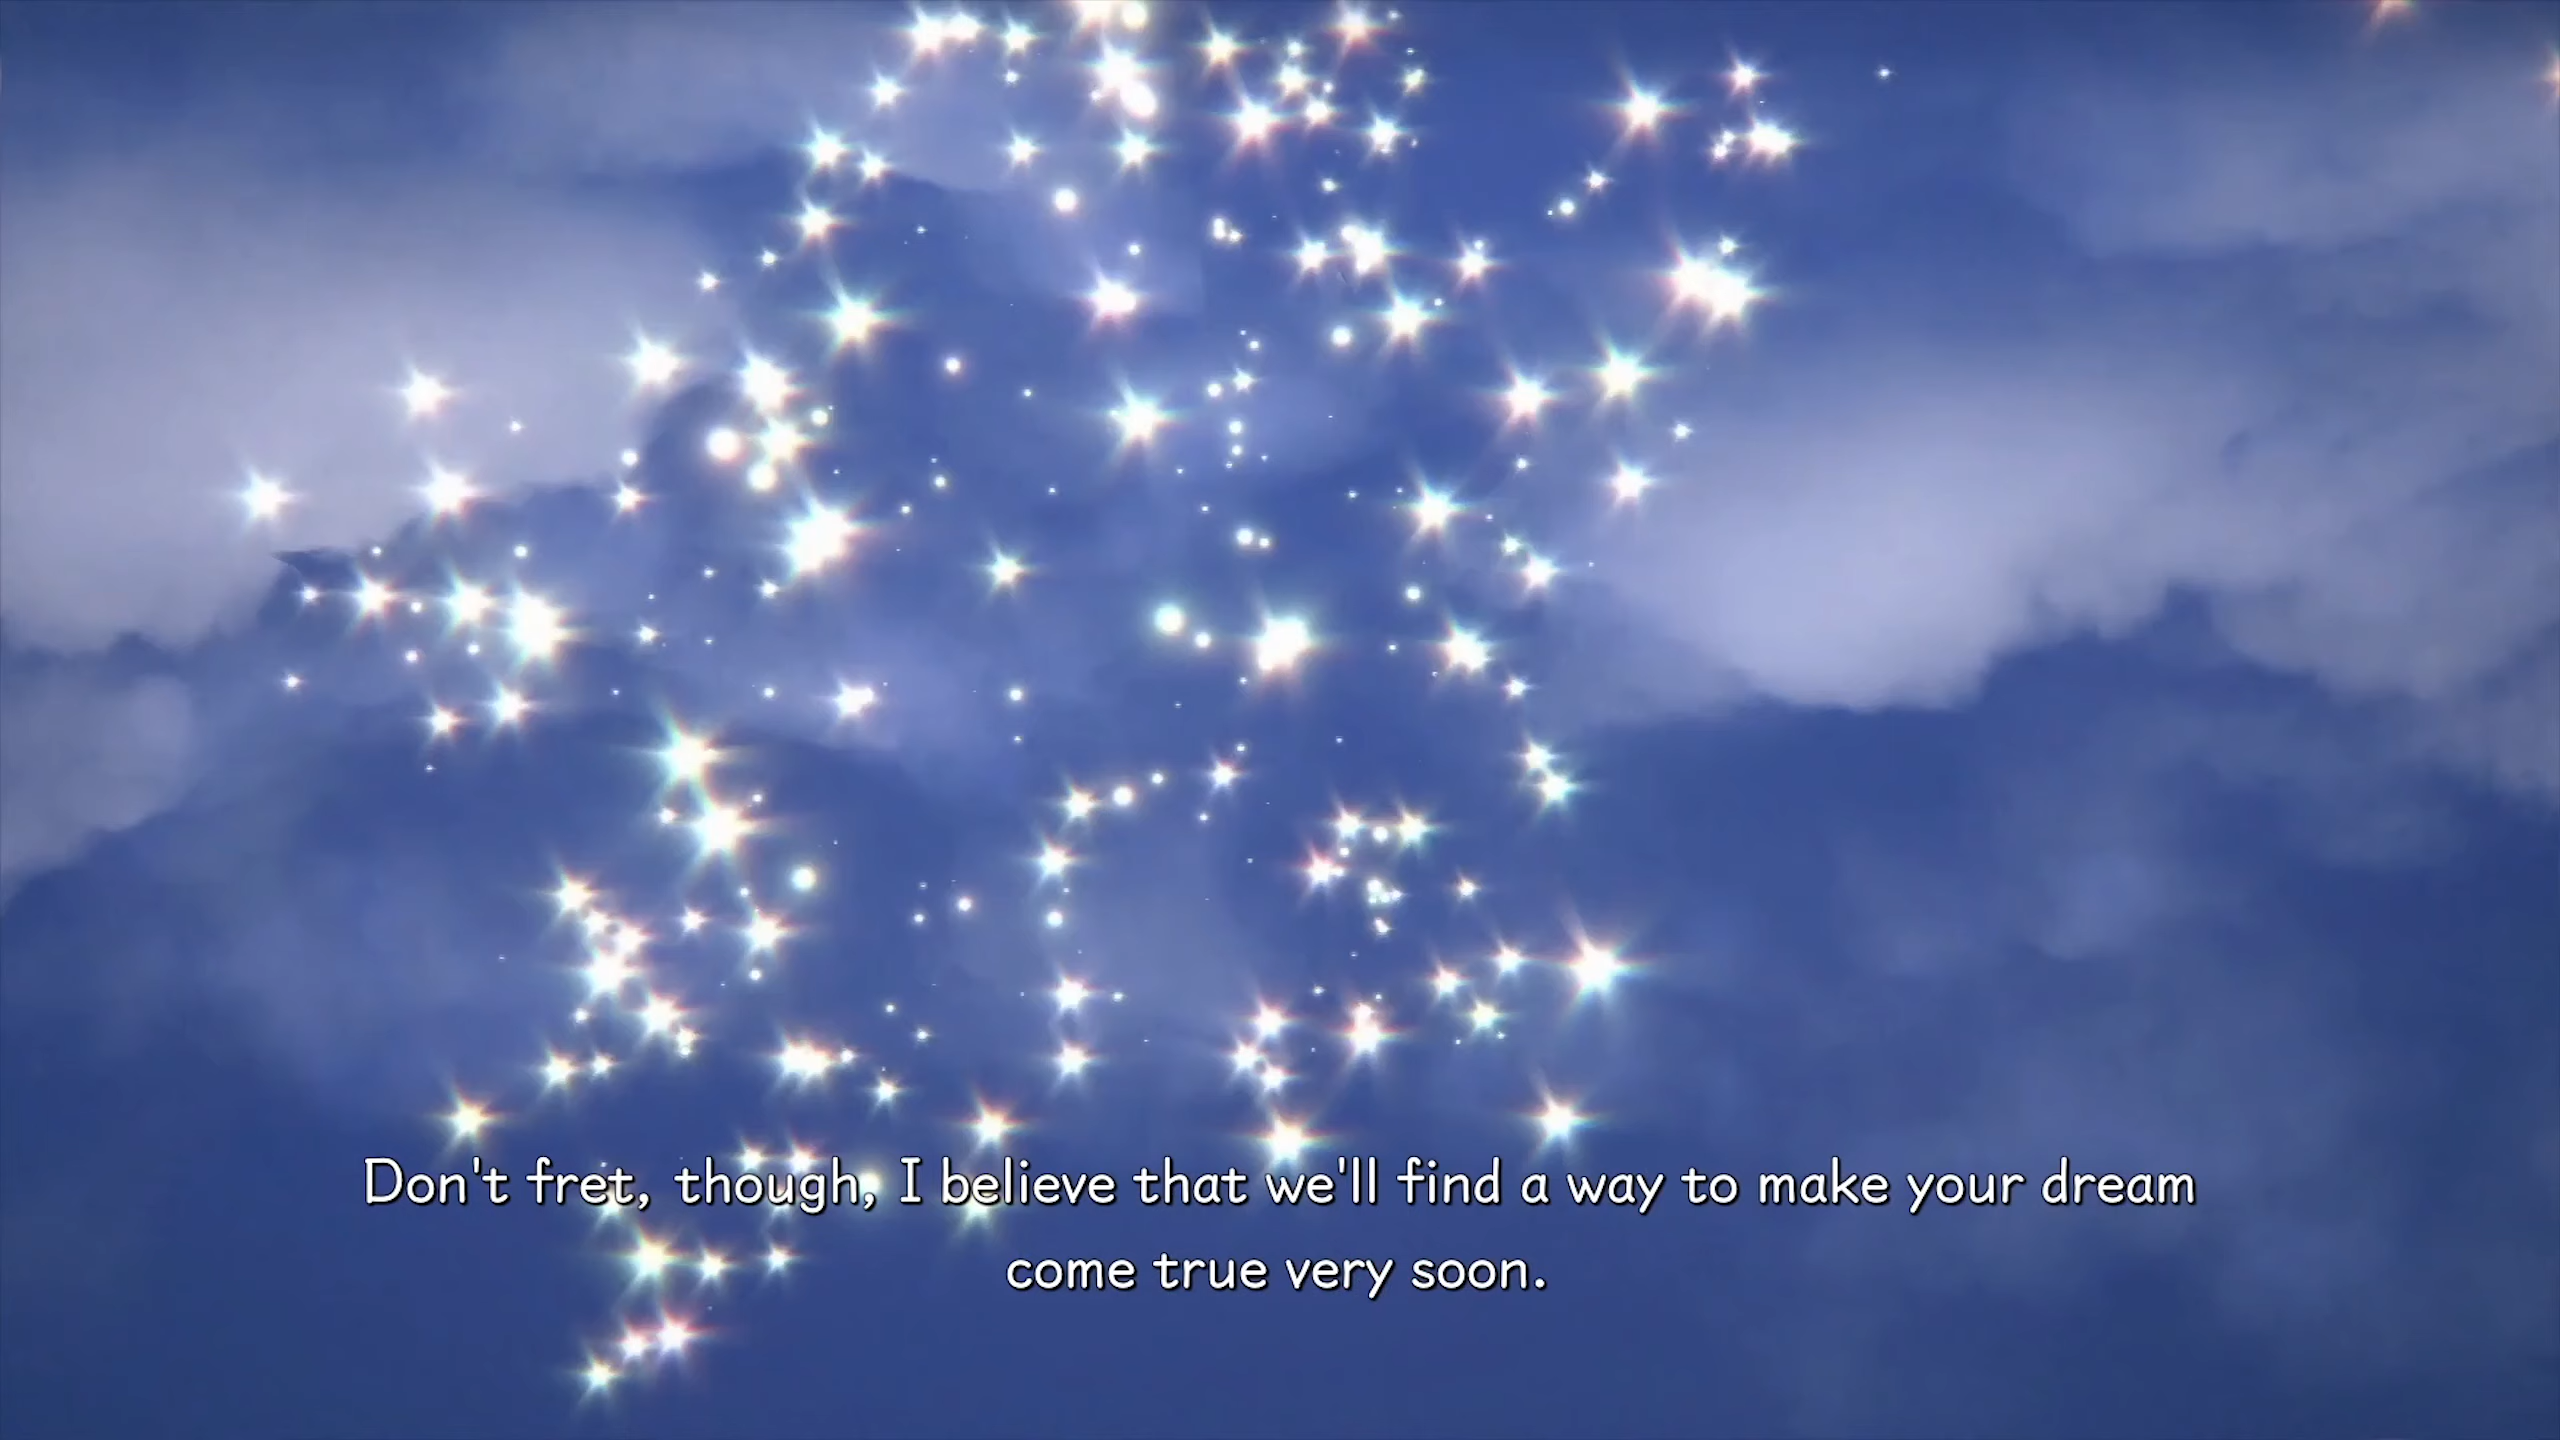 Don't fret, though, I believe that we'll find a way to make your dream
come true very soon.